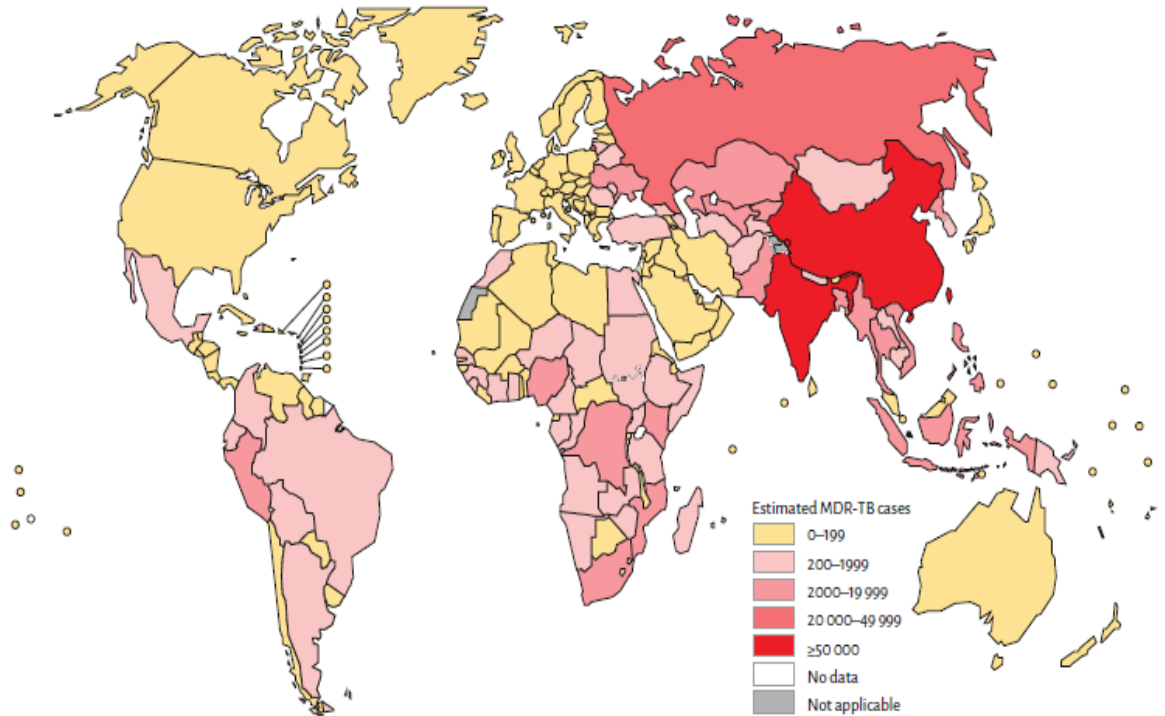 Estimated MDR-TB cases
0–199
200–1999
2000–19 999
20 000–49 999
≥50 000
No data
Not applicable